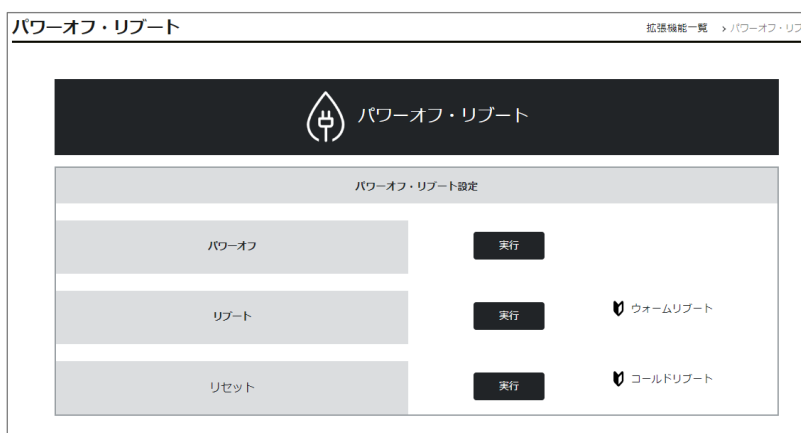 パワーオフ・リブート
拡張機能一覧 > パワーオフ・リブ
パワーオフ・リブート
パワーオフ・リブート設定
パワーオフ 実行
リブート 実行 ウォームリブート
リセット 実行 コールドリブート